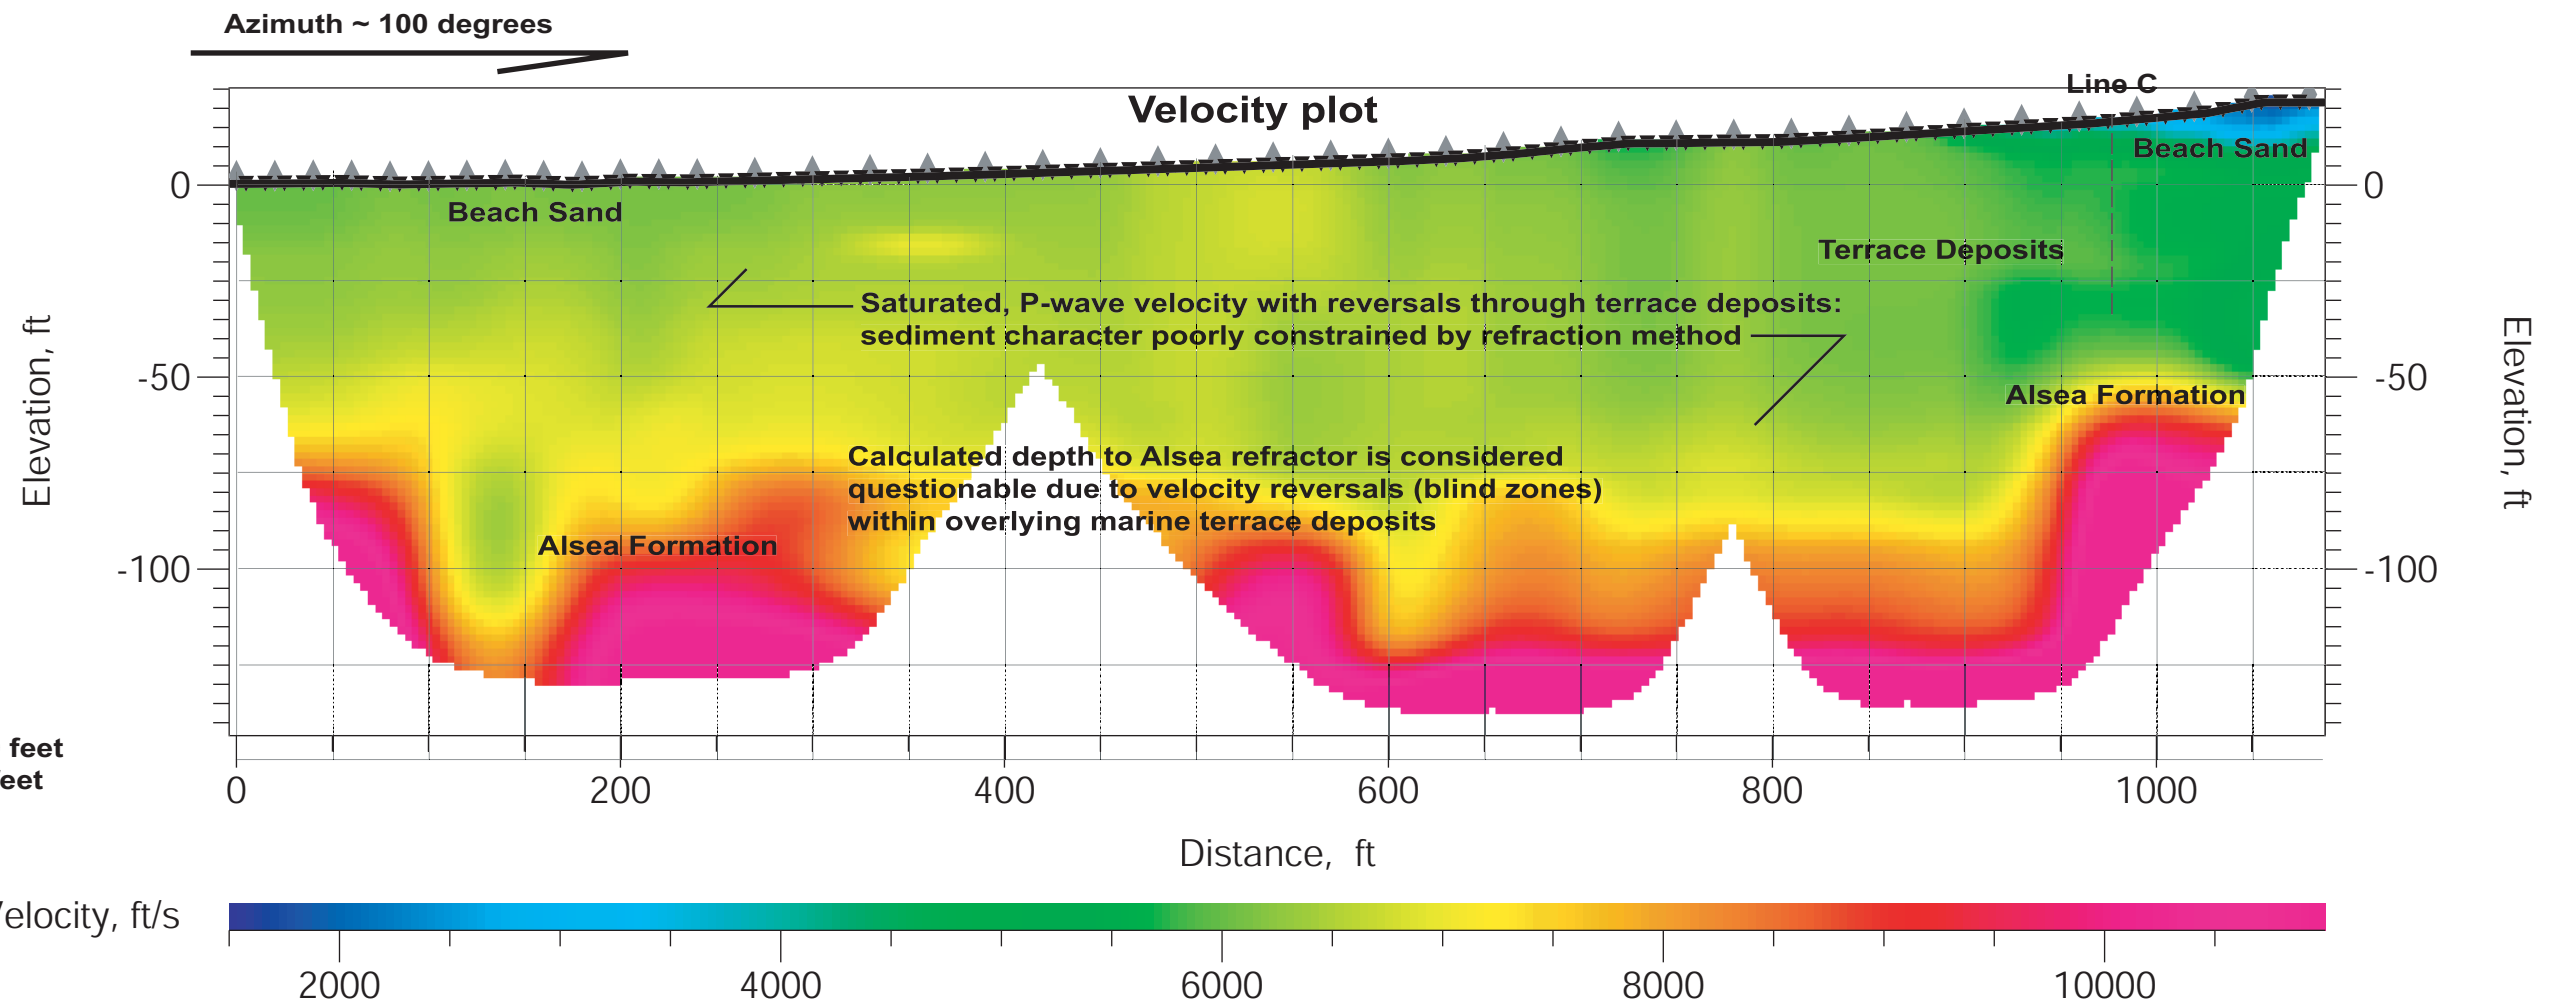 Azimuth ~ 100 degrees
Line C
Velocity plot
Beach Sand
Beach Sand
Terrace Deposits
Saturated, P-wave velocity with reversals through terrace deposits:
sediment character poorly constrained by refraction method
Alsea Formation
Calculated depth to Alsea refractor is considered
questionable due to velocity reversals (blind zones)
within overlying marine terrace deposits
Alsea Formation
Elevation, ft
0
-50
-100
0
-50
-100
Elevation, ft
feet
eet
0 200 400 600 800 1000
Distance, ft
elocity, ft/s
2000 4000 6000 8000 10000